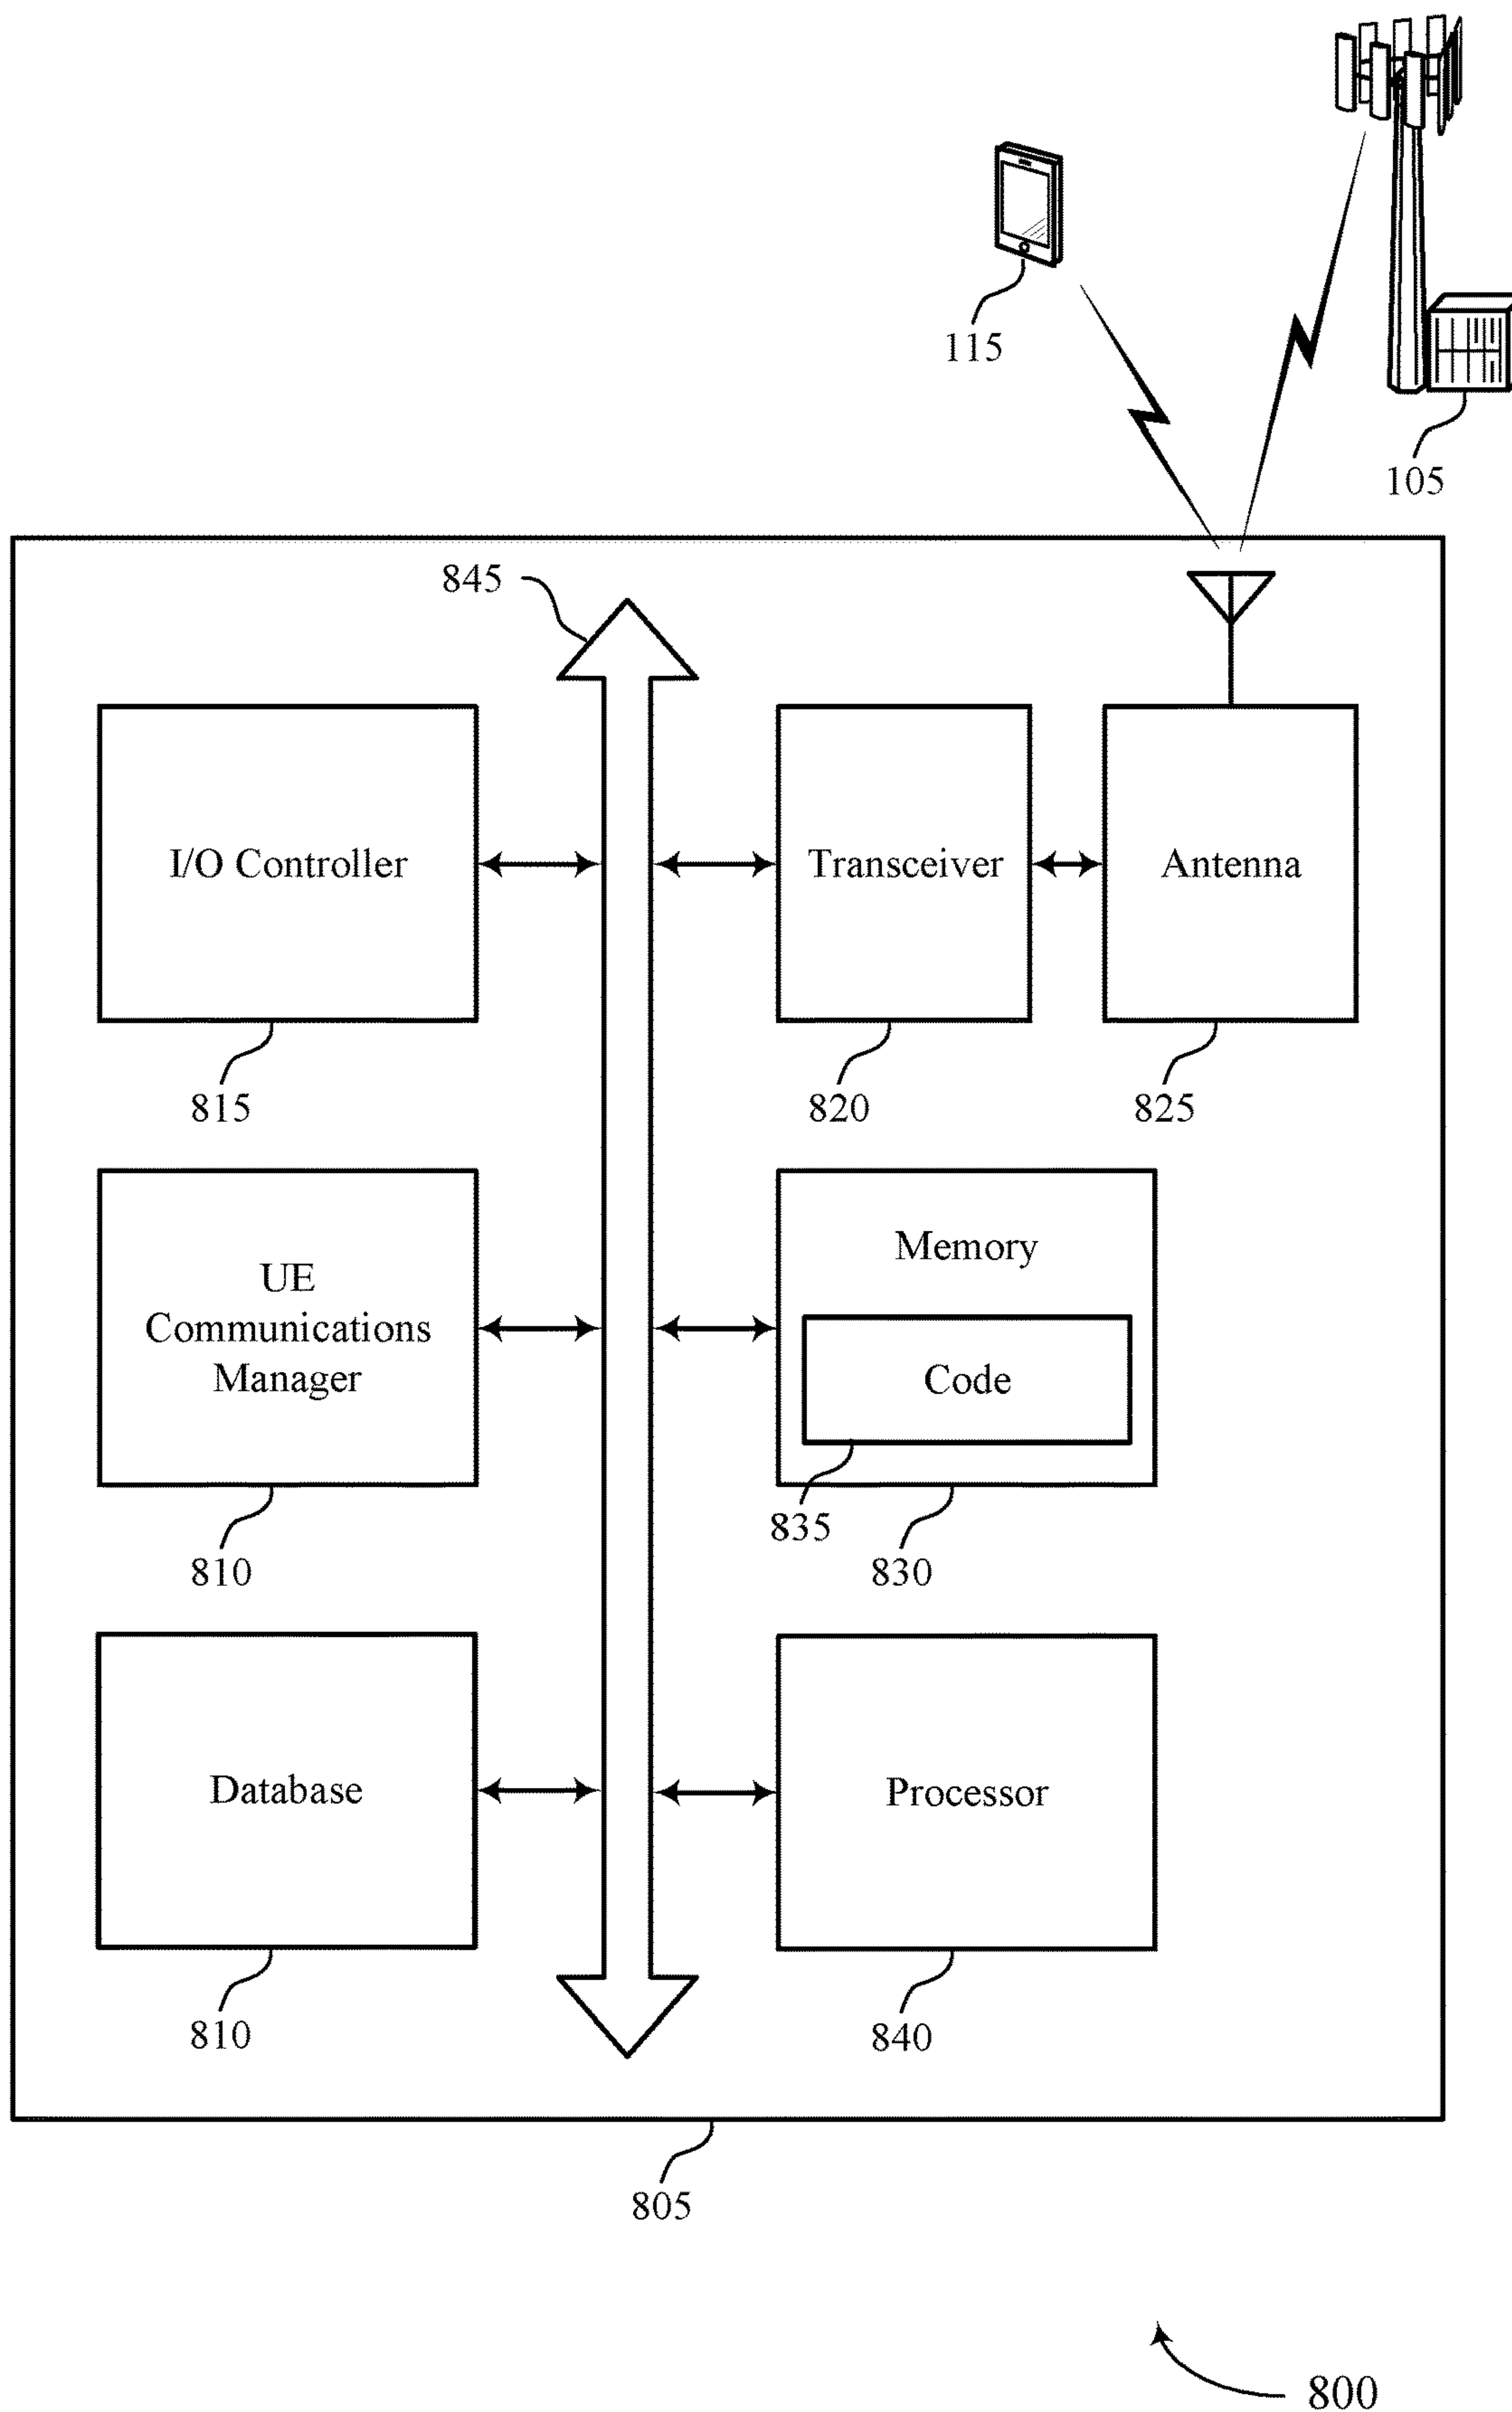 115
105
845
I/O Controller
Transceiver
Antenna
815
820
825
UE
Communications
Manager
Memory
Code
835
810
830
Database
Processor
810
840
805
800